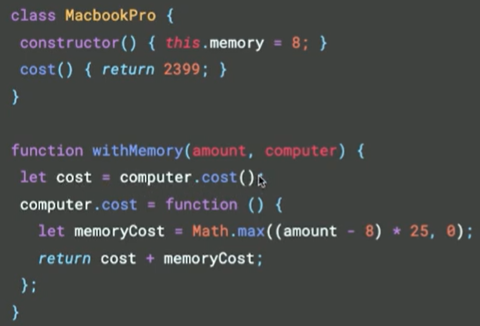 class MacbookPro {
constructor() { this.memory = 8; }
cost() { return 2399; }
}
function withMemory(amount, computer) {
let cost = computer.cost();
computer.cost = function () {
let memoryCost = Math.max((amount - 8) * 25, 0);
return cost + memoryCost;
};
}